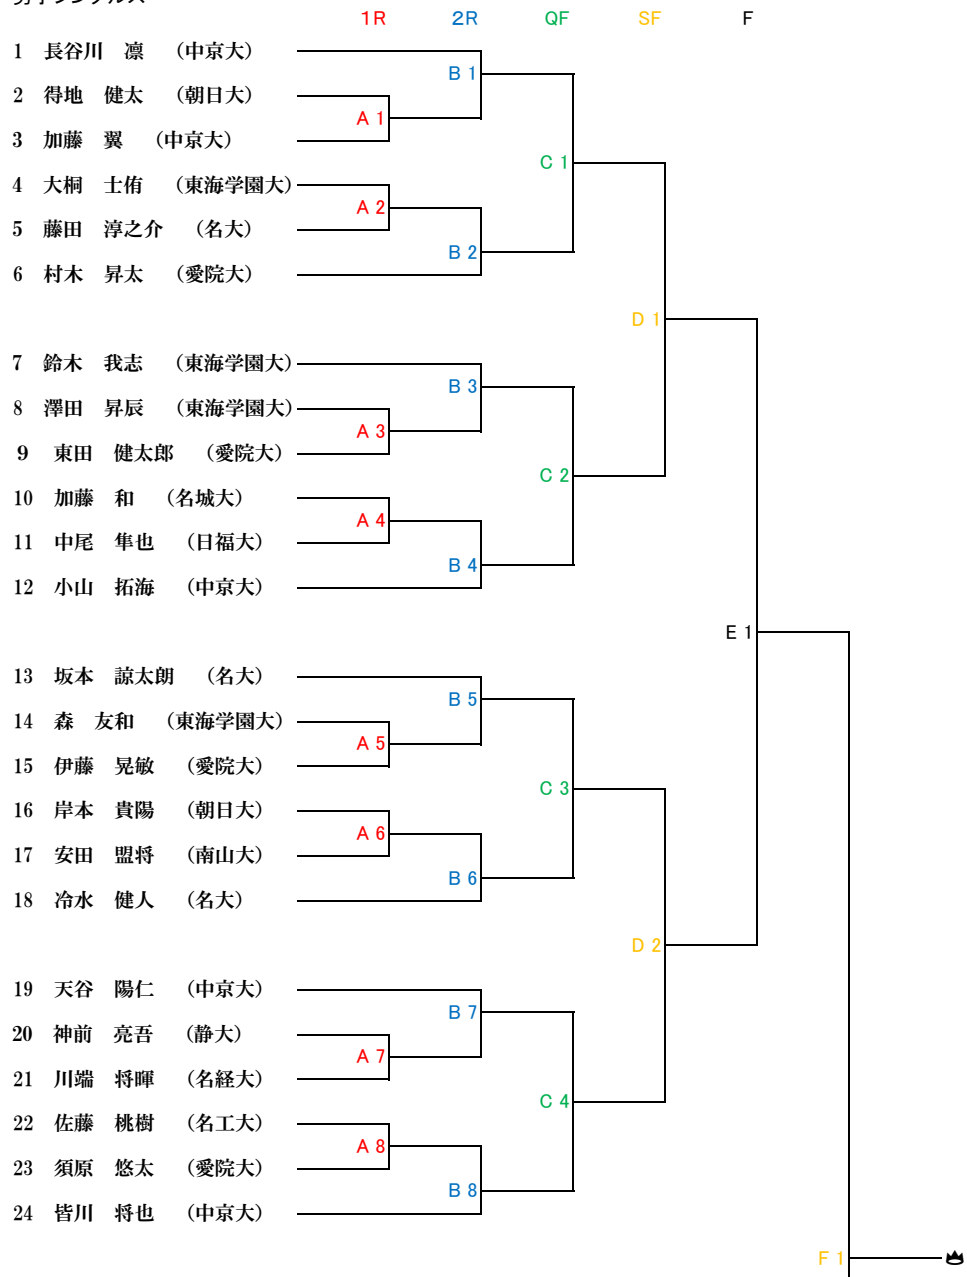 男子シングルス
1R 2R QF SF F
1 長谷川 凛 （中京大）
B 1
2 得地 健太 （朝日大）
A 1
3 加藤 翼 （中京大）
C 1
4 大桐 士侑 （東海学園大）
A 2
5 藤田 淳之介 （名大）
B 2
6 村木 昇太 （愛院大）
D 1
7 鈴木 我志 （東海学園大）
B 3
8 澤田 昇辰 （東海学園大）
A 3
9 東田 健太郎 （愛院大）
C 2
10 加藤 和 （名城大）
A 4
11 中尾 隼也 （日福大）
B 4
12 小山 拓海 （中京大）
E 1
13 坂本 諒太朗 （名大）
B 5
14 森 友和 （東海学園大）
A 5
15 伊藤 晃敏 （愛院大）
C 3
16 岸本 貴陽 （朝日大）
A 6
17 安田 盟将 （南山大）
B 6
18 冷水 健人 （名大）
D 2
19 天谷 陽仁 （中京大）
B 7
20 神前 亮吾 （静大）
A 7
21 川端 将暉 （名経大）
C 4
22 佐藤 桃樹 （名工大）
A 8
23 須原 悠太 （愛院大）
B 8
24 皆川 将也 （中京大）
F 1